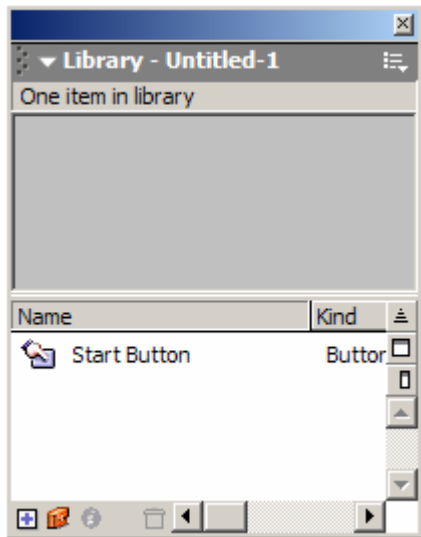 Library - Untitled-1
One item in library
Name Kind
Start Button Buttor